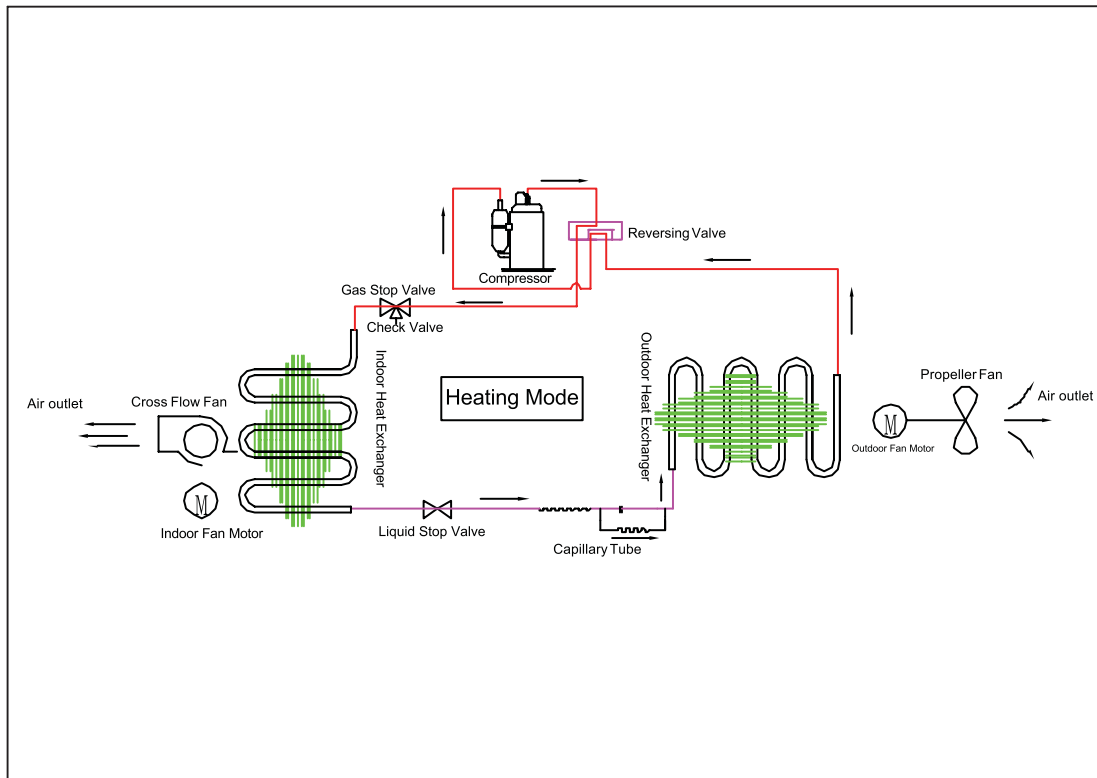 Reversing Valve
Compressor
Gas Stop Valve
Check Valve
Indoor Heat Exchanger
Heating Mode
Outdoor Heat Exchanger
Propeller Fan
Air outlet
M
Outdoor Fan Motor
Air outlet
Cross Flow Fan
M
Indoor Fan Motor
Liquid Stop Valve
Capillary Tube